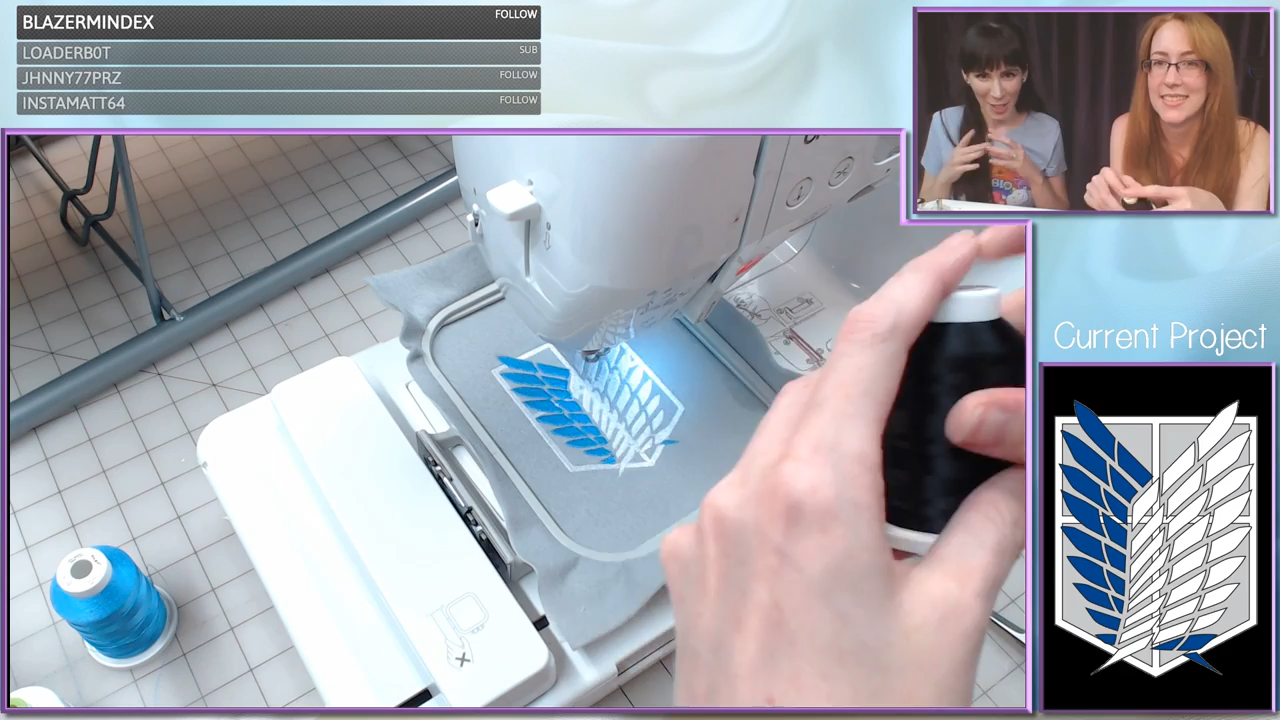 BLAZERMINDEX FOLLOW
LOADERB0T SUB
JHNNY77PRZ FOLLOW
INSTAMATT64 FOLLOW
Current Project